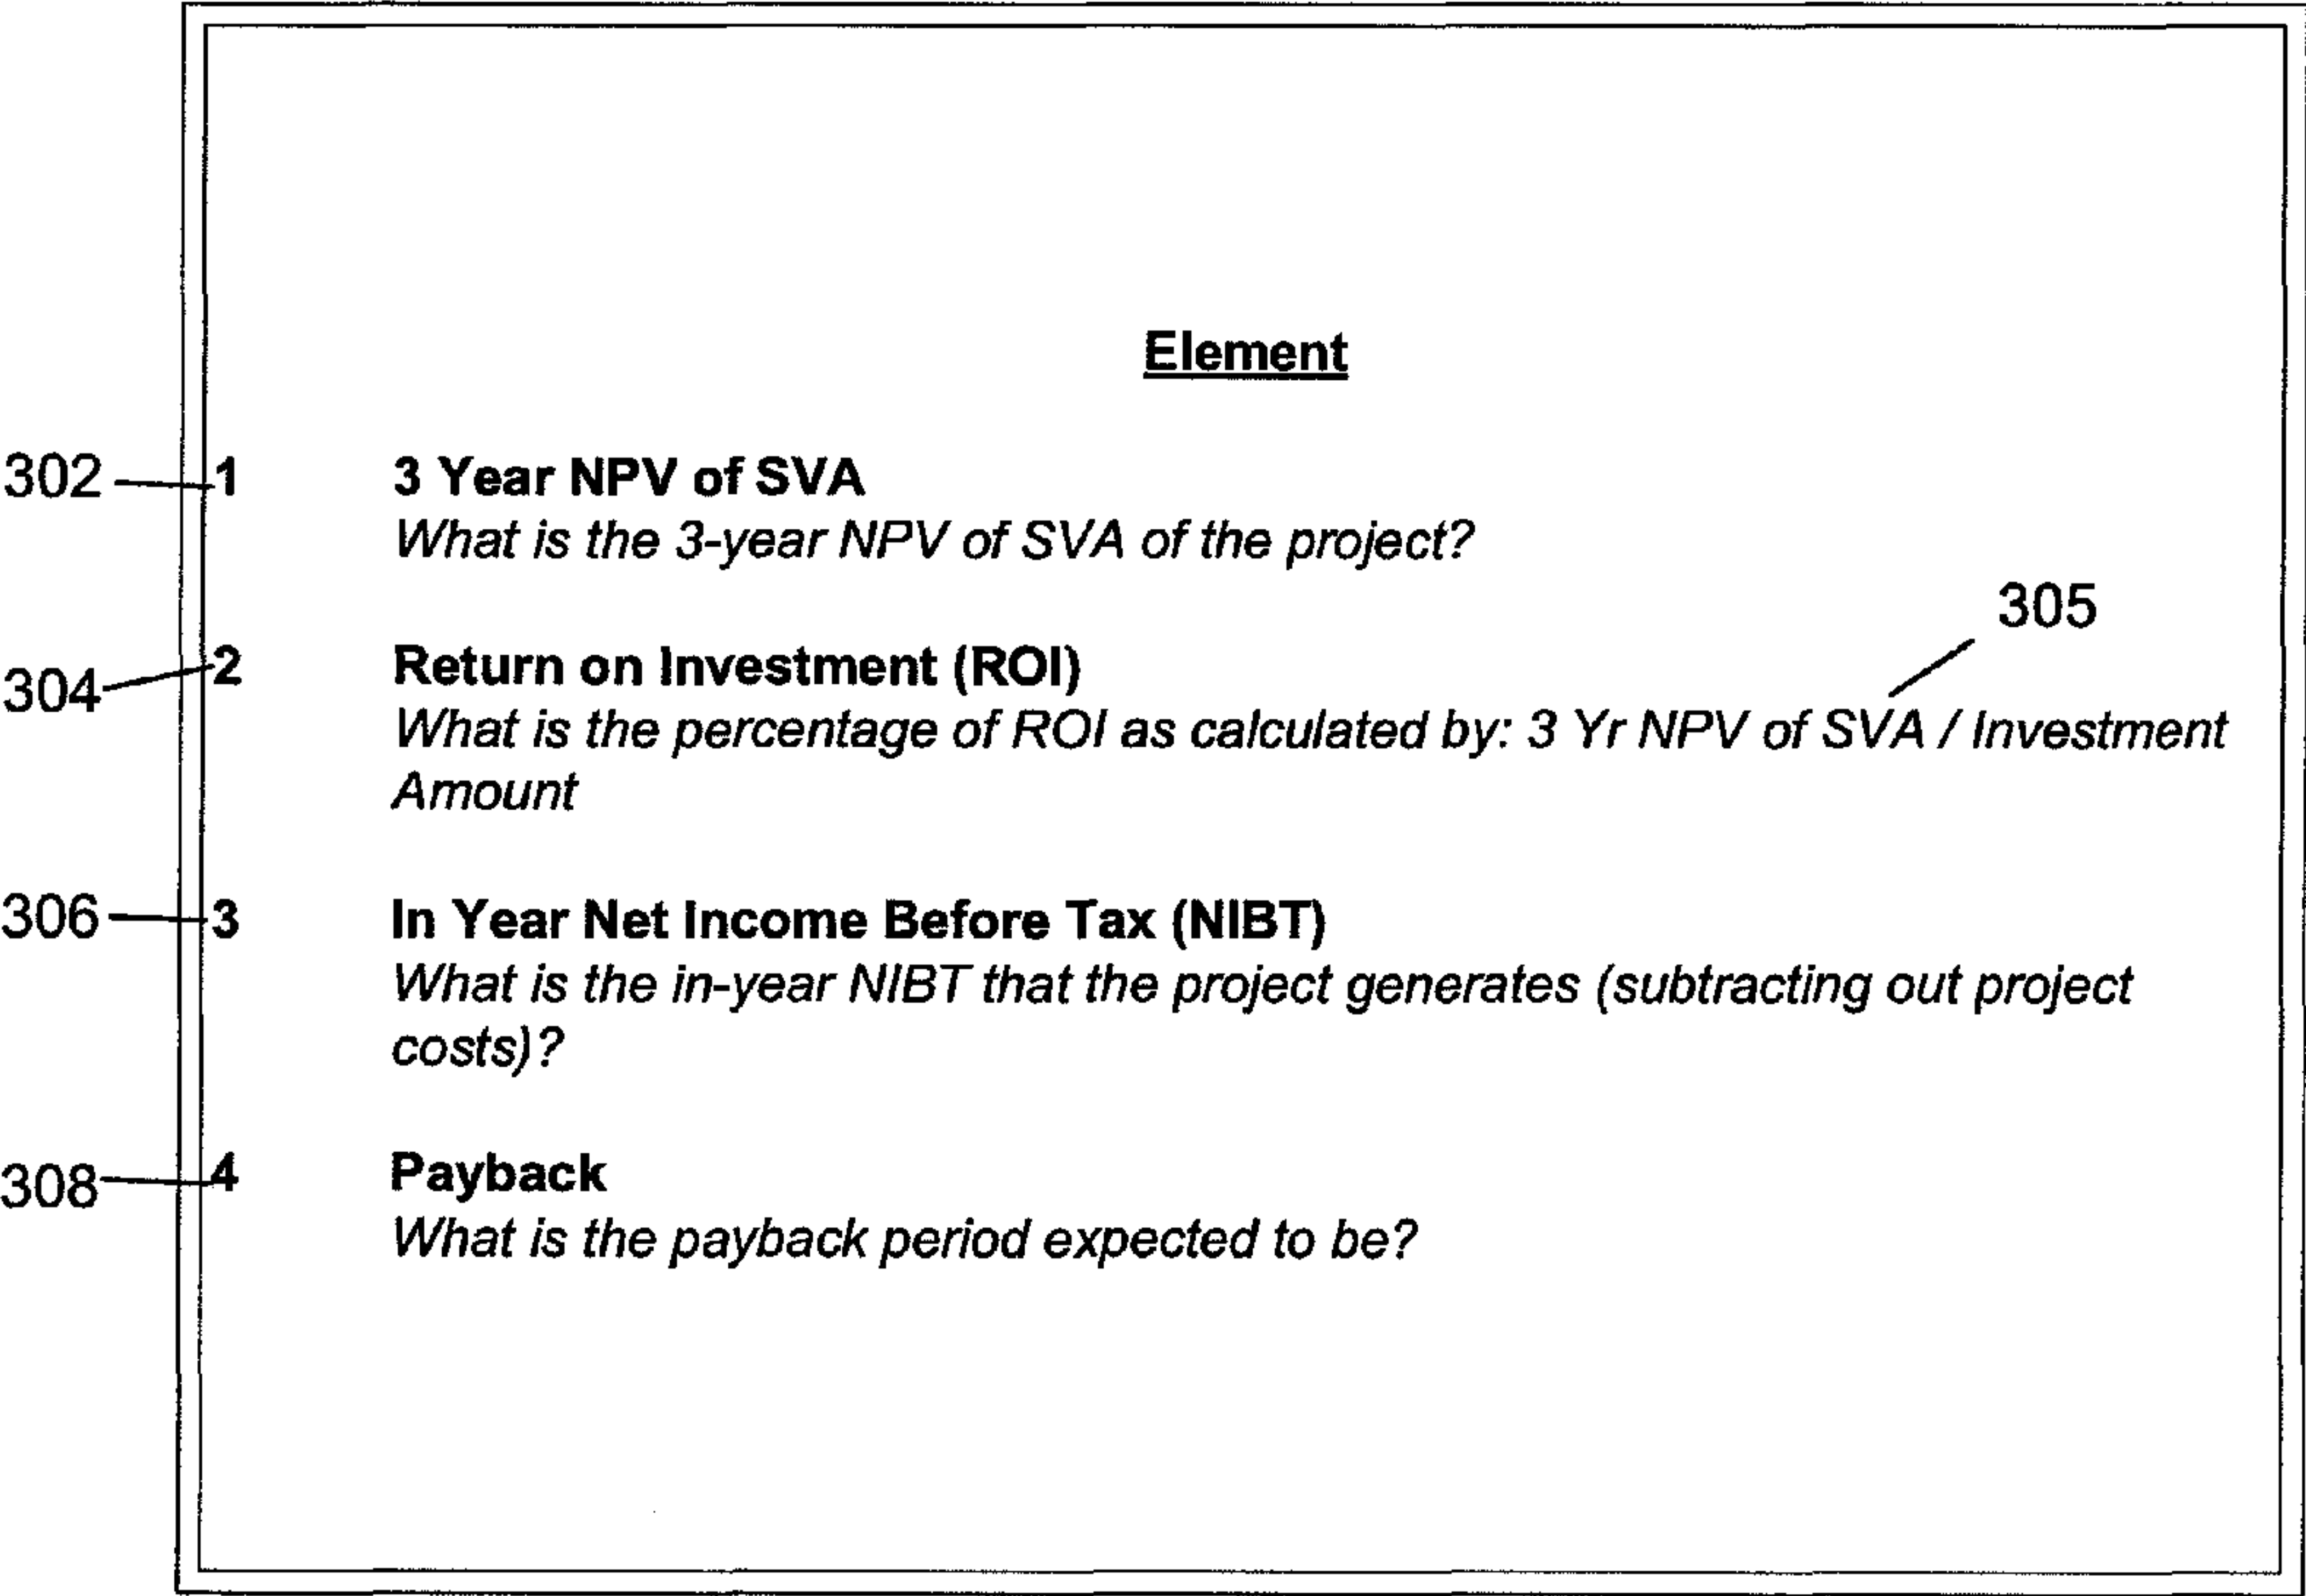 Element
302 1 3 Year NPV of SVA
What is the 3-year NPV of SVA of the project?
305
304 2 Return on Investment (ROI)
What is the percentage of ROI as calculated by: 3 Yr NPV of SVA / Investment
Amount
306 3 In Year Net Income Before Tax (NIBT)
What is the in-year NIBT that the project generates (subtracting out project
costs)?
308 4 Payback
What is the payback period expected to be?